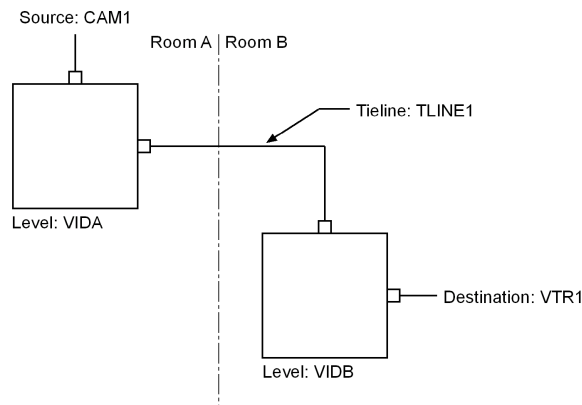 Source: CAM1
Room A
Room B
Tieline: TLINE1
Level: VIDA
Destination: VTR1
Level: VIDB